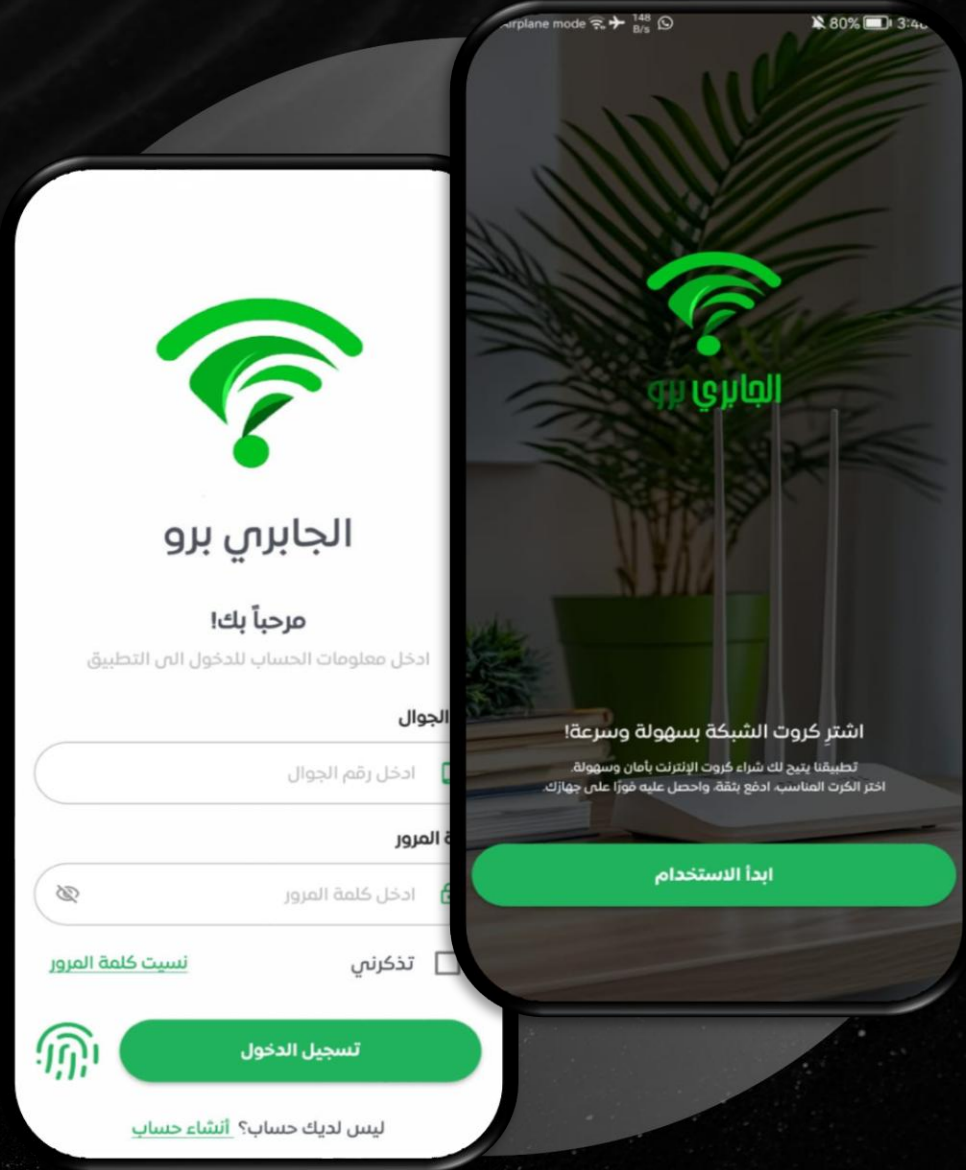 Airplane mode 148 B/s 80% 3:4
الجابري برو
اشترِ كروت الشبكة بسهولة وسرعة!
تطبيقنا يتيح لك شراء كروت الإنترنت بأمان وسهولة.
اختر الكرت المناسب، ادفع بثقة، واحصل عليه فورًا على جهازك.
ابدأ الاستخدام
الجابري برو
مرحباً بك!
ادخل معلومات الحساب للدخول الى التطبيق
الجوال
ادخل رقم الجوال
ة المرور
ادخل كلمة المرور
تذكرني
نسيت كلمة المرور
تسجيل الدخول
ليس لديك حساب؟ أنشاء حساب